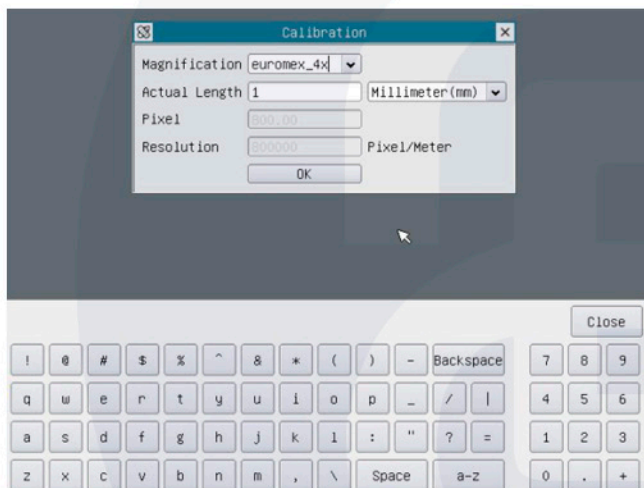 Calibration
Magnification euromex_4x
Actual Length 1 Millimeter(mm)
Pixel 800.00
Resolution 800000 Pixel/Meter
OK
Close
! @ # $ % ^ & * ( ) - Backspace 7 8 9
q w e r t y u i o p _ / | 4 5 6
a s d f g h j k l : " ? = 1 2 3
z x c v b n m , \ Space a-z 0 . +